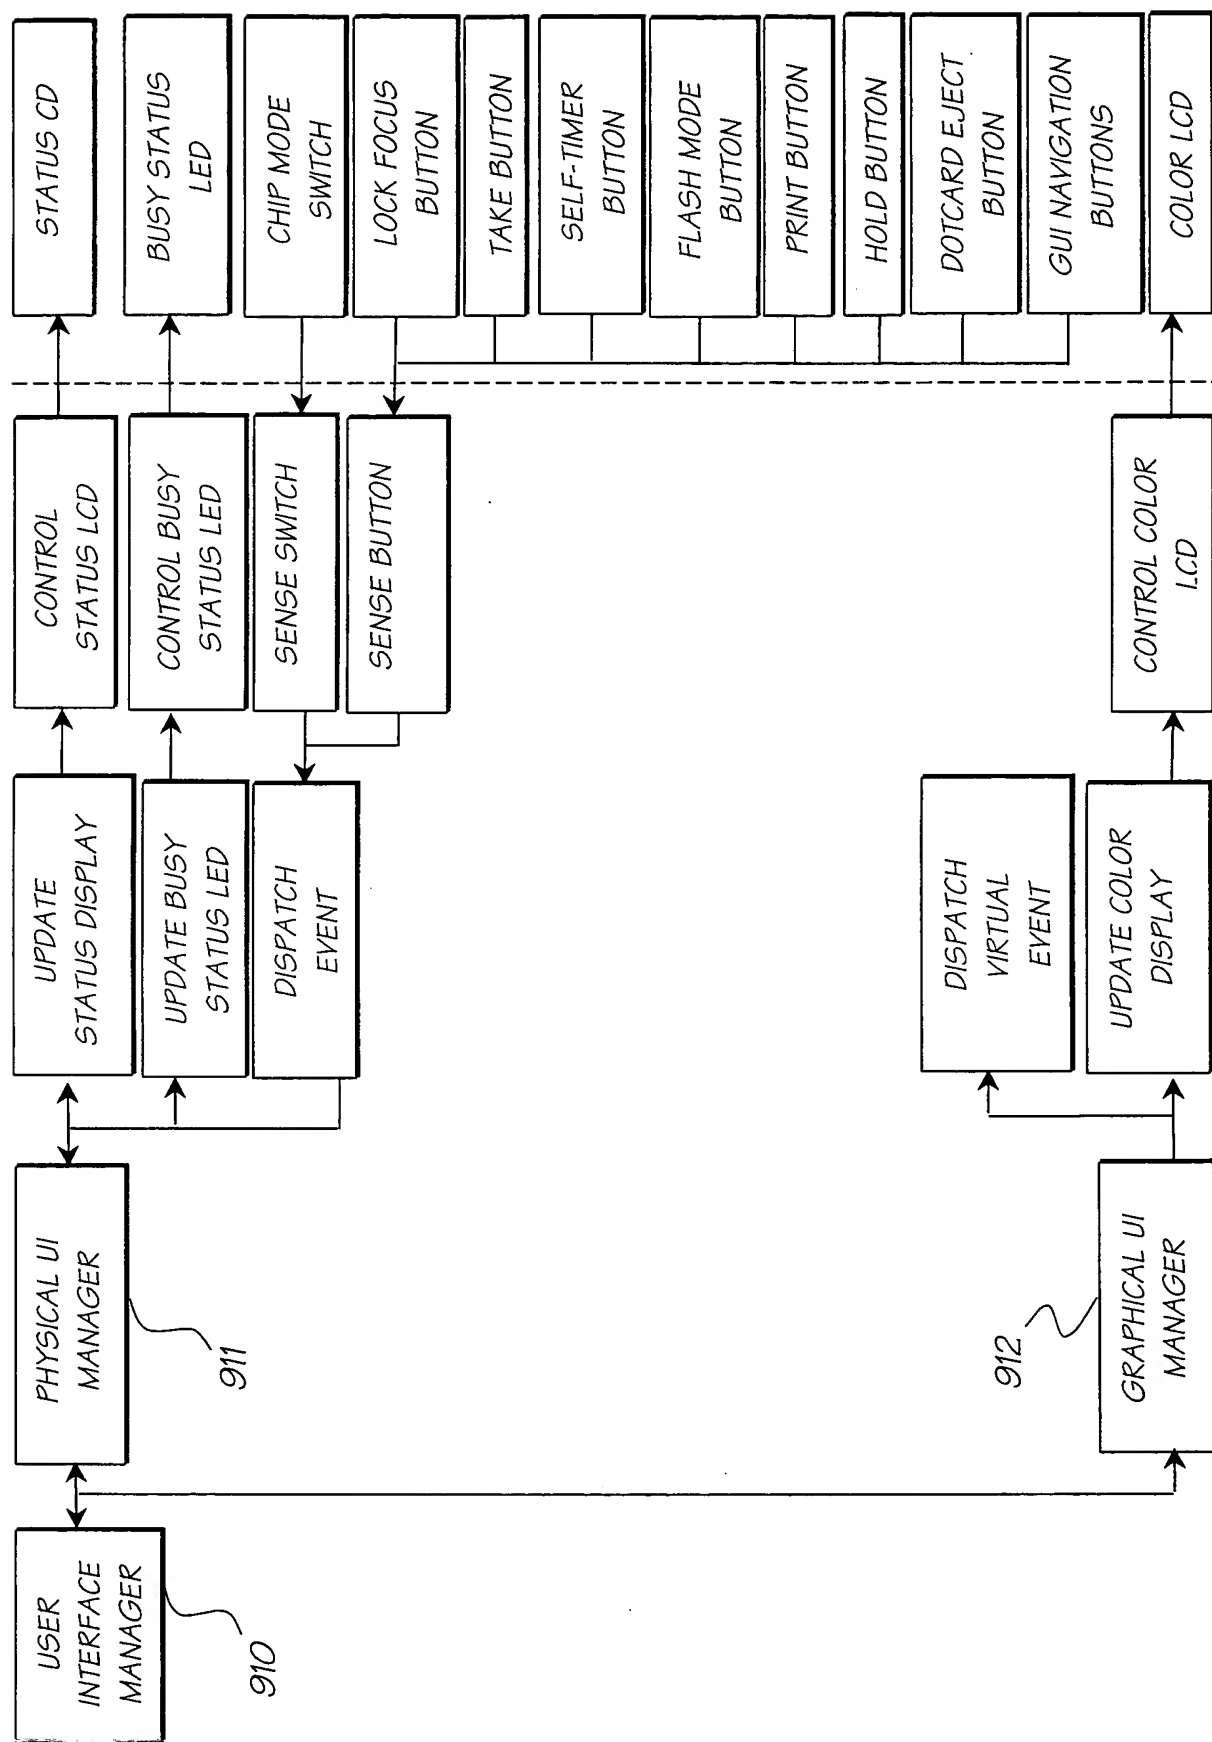 USER
INTERFACE
MANAGER
910
PHYSICAL UI
MANAGER
911
GRAPHICAL UI
MANAGER
912
UPDATE
STATUS DISPLAY
UPDATE BUSY
STATUS LED
DISPATCH
EVENT
DISPATCH
VIRTUAL
EVENT
UPDATE COLOR
DISPLAY
CONTROL
STATUS LCD
CONTROL BUSY
STATUS LED
SENSE SWITCH
SENSE BUTTON
CONTROL COLOR
LCD
STATUS CD
BUSY STATUS
LED
CHIP MODE
SWITCH
LOCK FOCUS
BUTTON
TAKE BUTTON
SELF-TIMER
BUTTON
FLASH MODE
BUTTON
PRINT BUTTON
HOLD BUTTON
DOTCARD EJECT
BUTTON
GUI NAVIGATION
BUTTONS
COLOR LCD